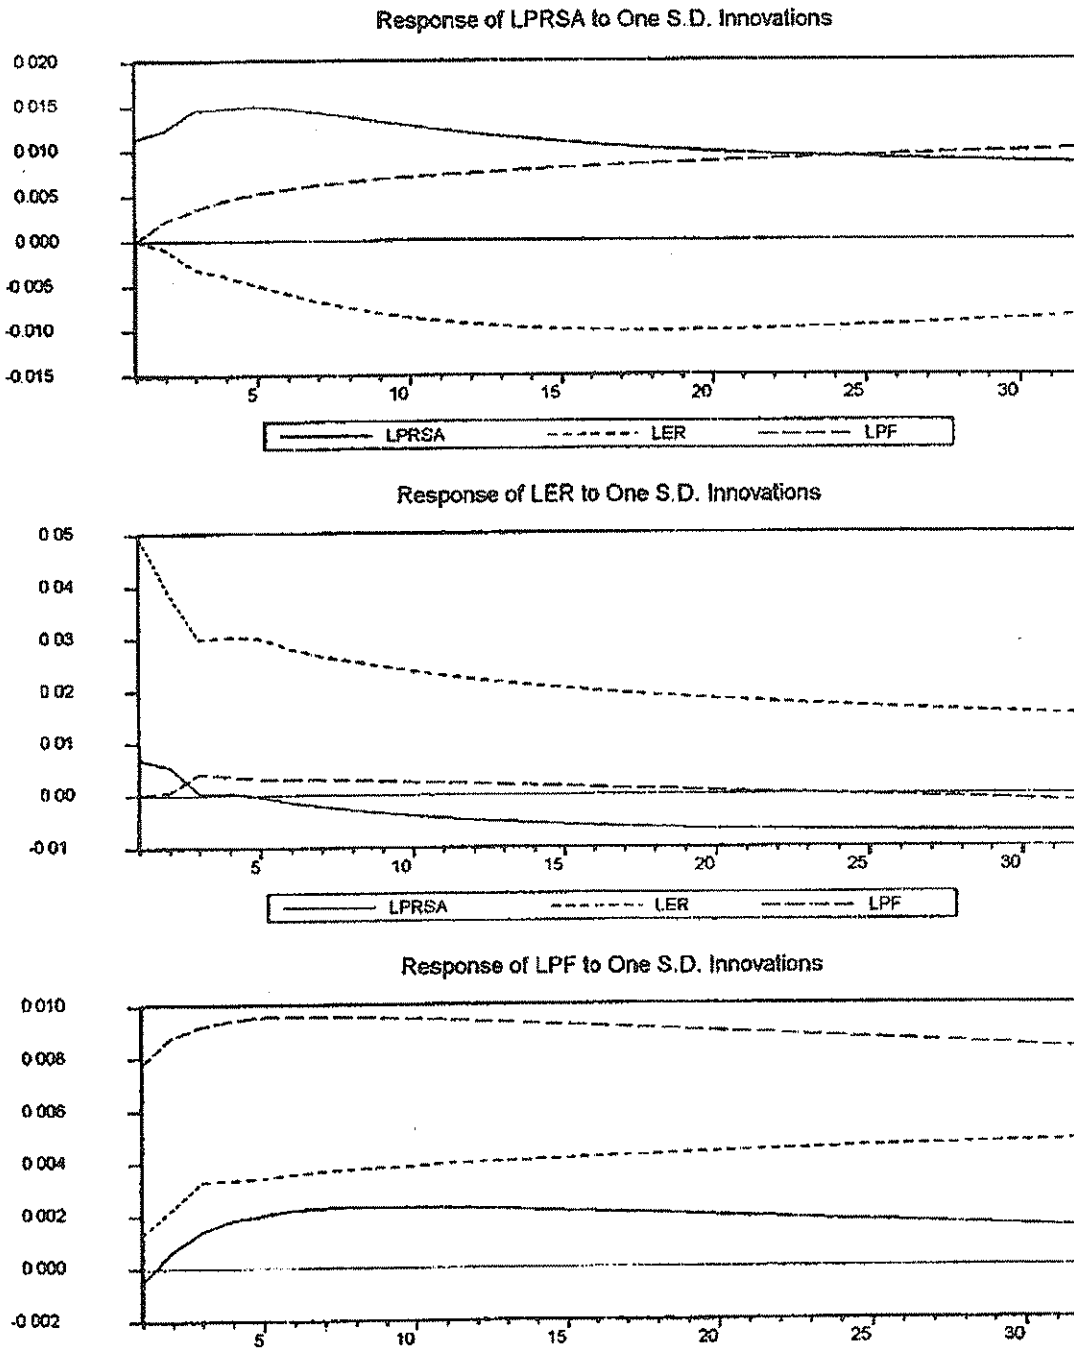 Response of LPRSA to One S.D. Innovations
0.020
0.015
0.010
0.005
0.000
-0.005
-0.010
-0.015
5 10 15 20 25 30
LPRSA LER LPF
Response of LER to One S.D. Innovations
0.05
0.04
0.03
0.02
0.01
0.00
-0.01
5 10 15 20 25 30
LPRSA LER LPF
Response of LPF to One S.D. Innovations
0.010
0.008
0.006
0.004
0.002
0.000
-0.002
5 10 15 20 25 30